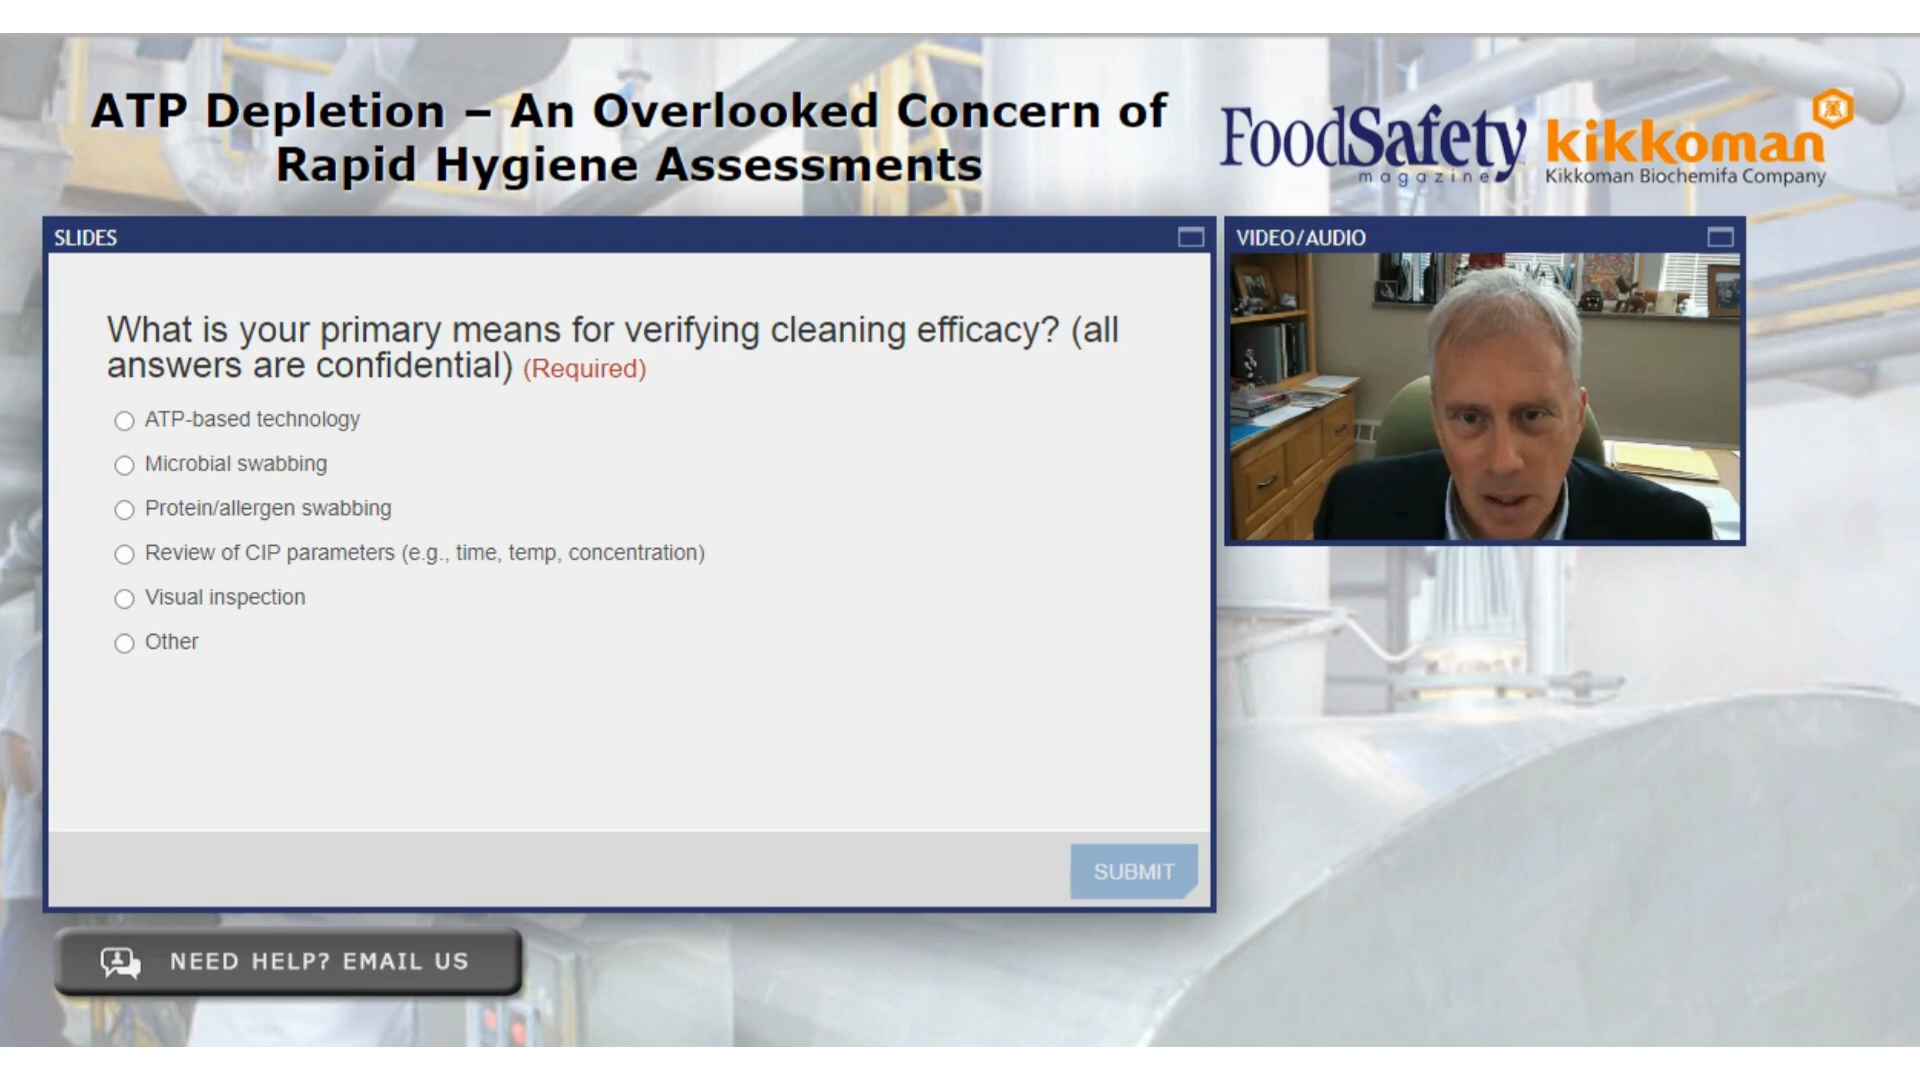 ATP Depletion – An Overlooked Concern of
Rapid Hygiene Assessments
FoodSafety
magazine
kikkoman
Kikkoman Biochemifa Company
SLIDES
VIDEO/AUDIO
What is your primary means for verifying cleaning efficacy? (all
answers are confidential) (Required)
ATP-based technology
Microbial swabbing
Protein/allergen swabbing
Review of CIP parameters (e.g., time, temp, concentration)
Visual inspection
Other
SUBMIT
NEED HELP? EMAIL US